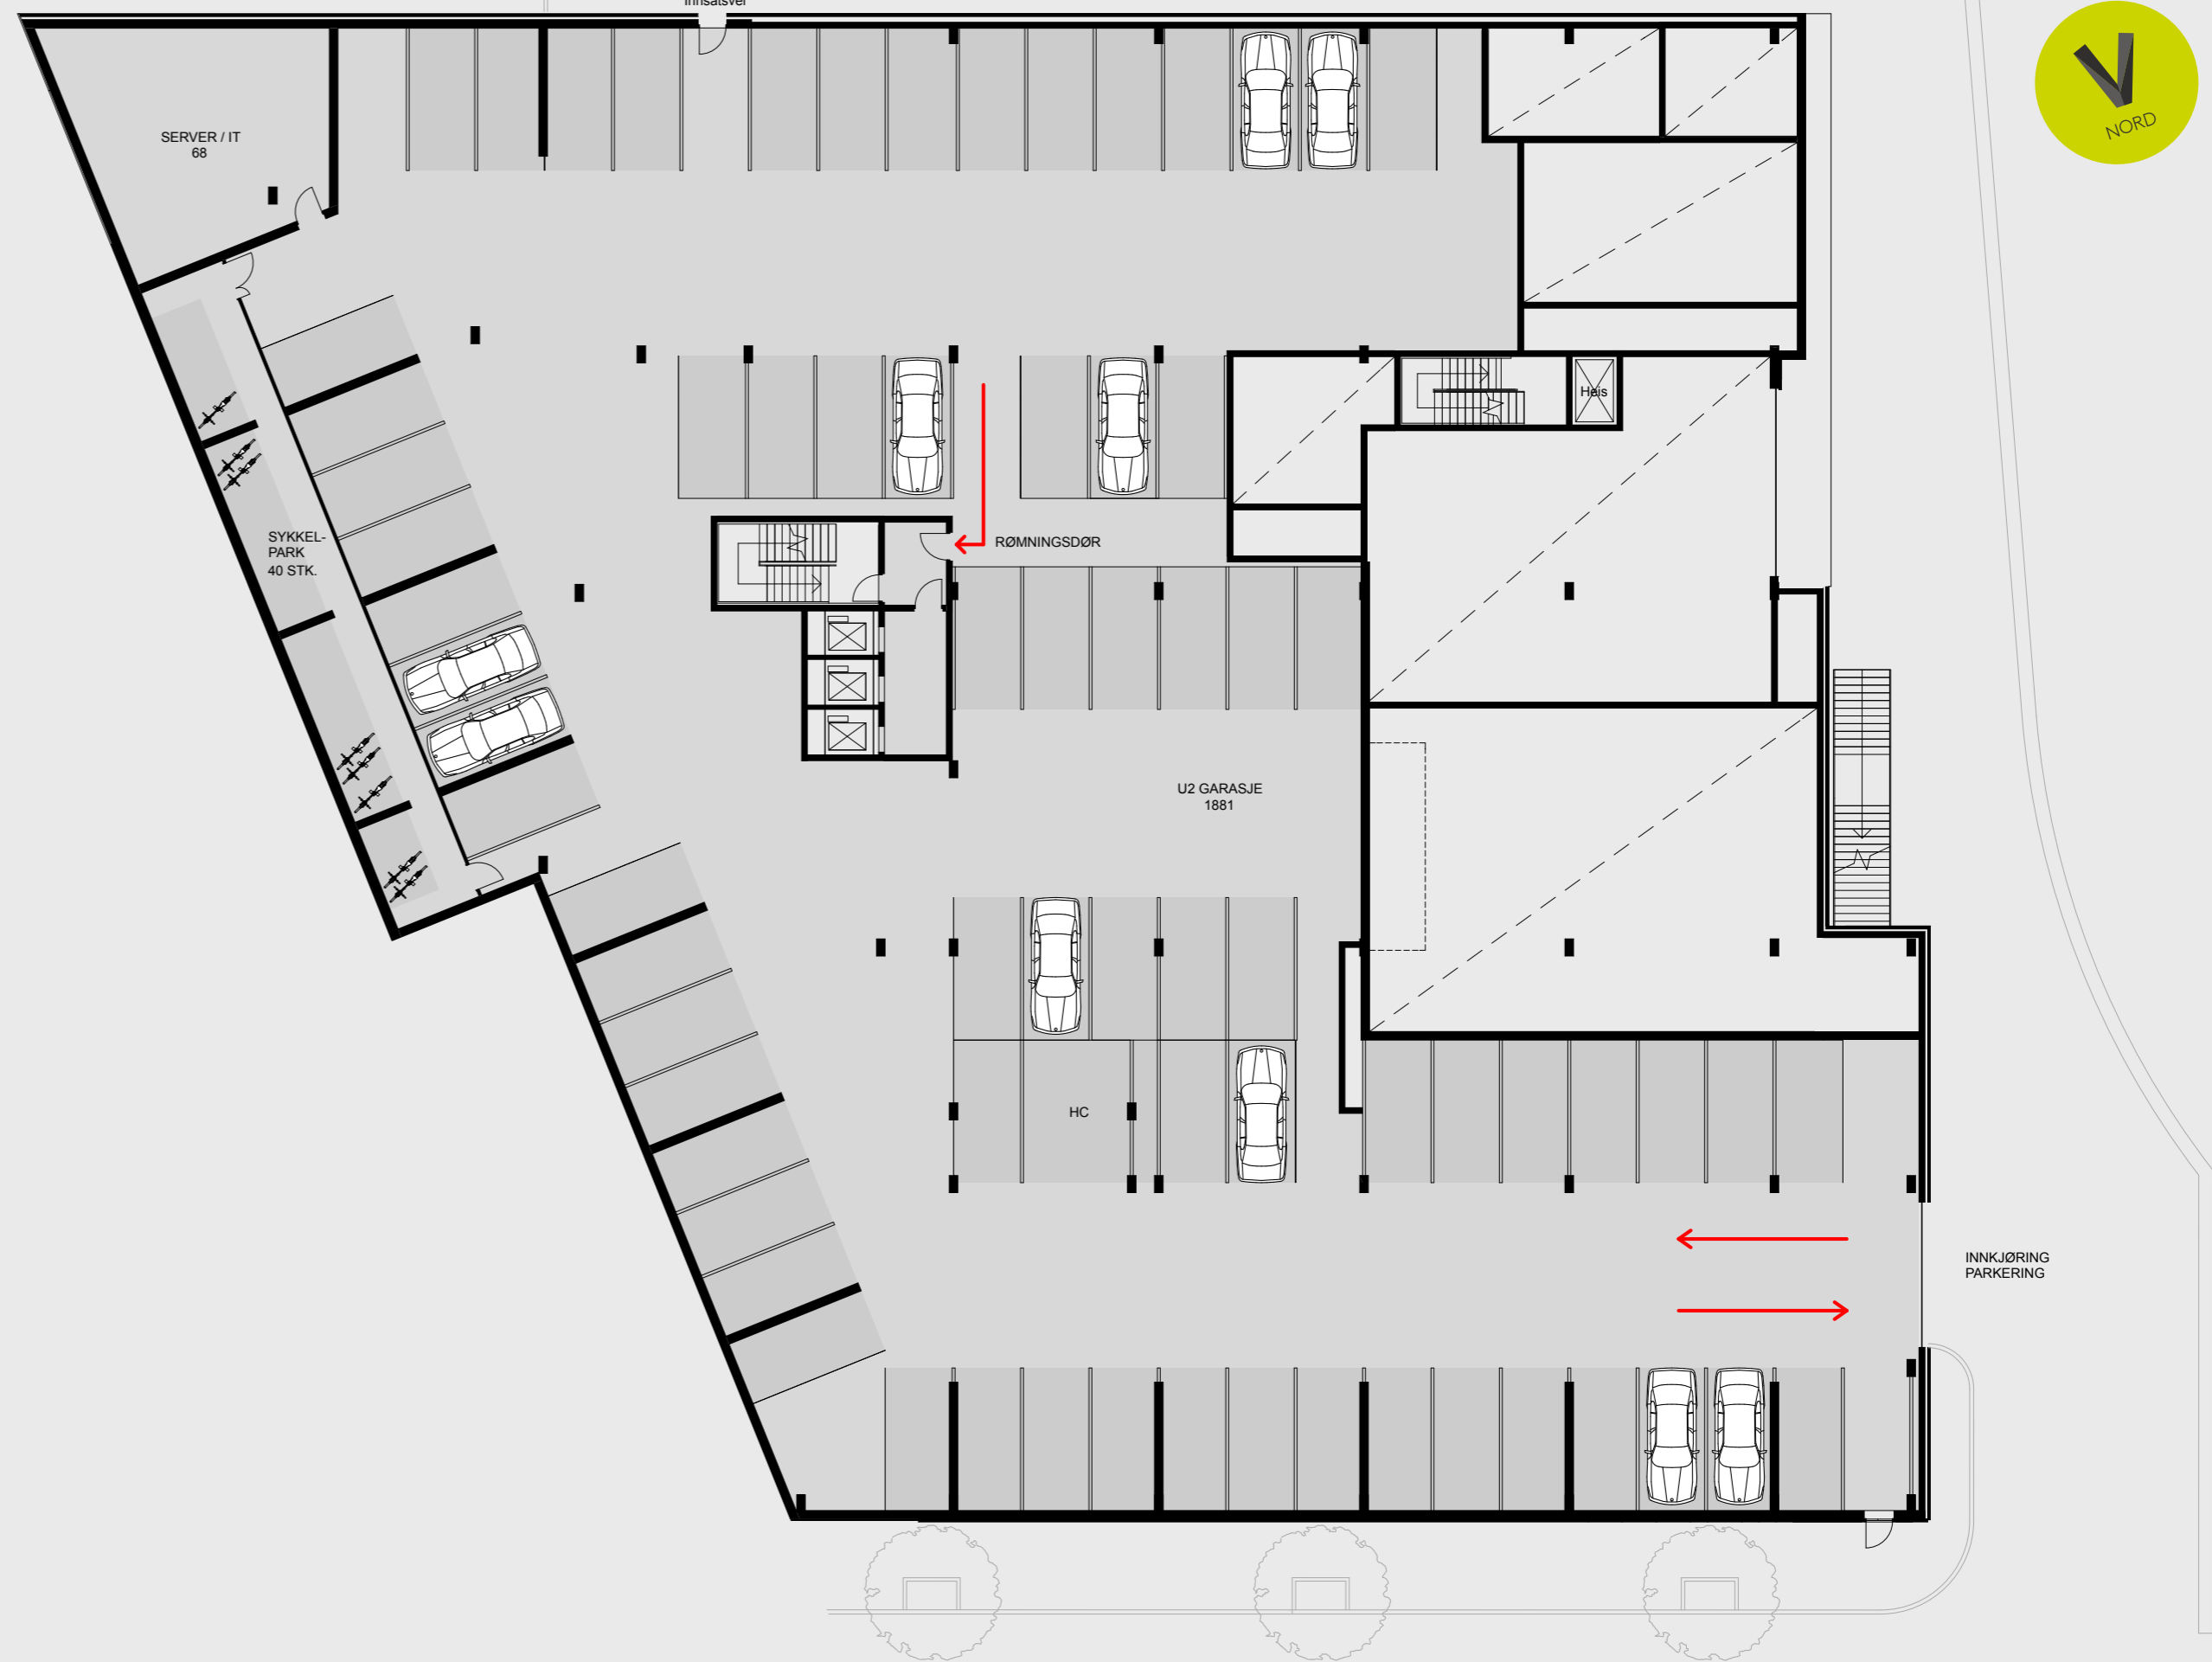 Innsatsvei
NORD
SERVER / IT
68
Heis
SYKKEL-
PARK
40 STK.
RØMNINGSDØR
U2 GARASJE
1881
HC
INNKJØRING
PARKERING